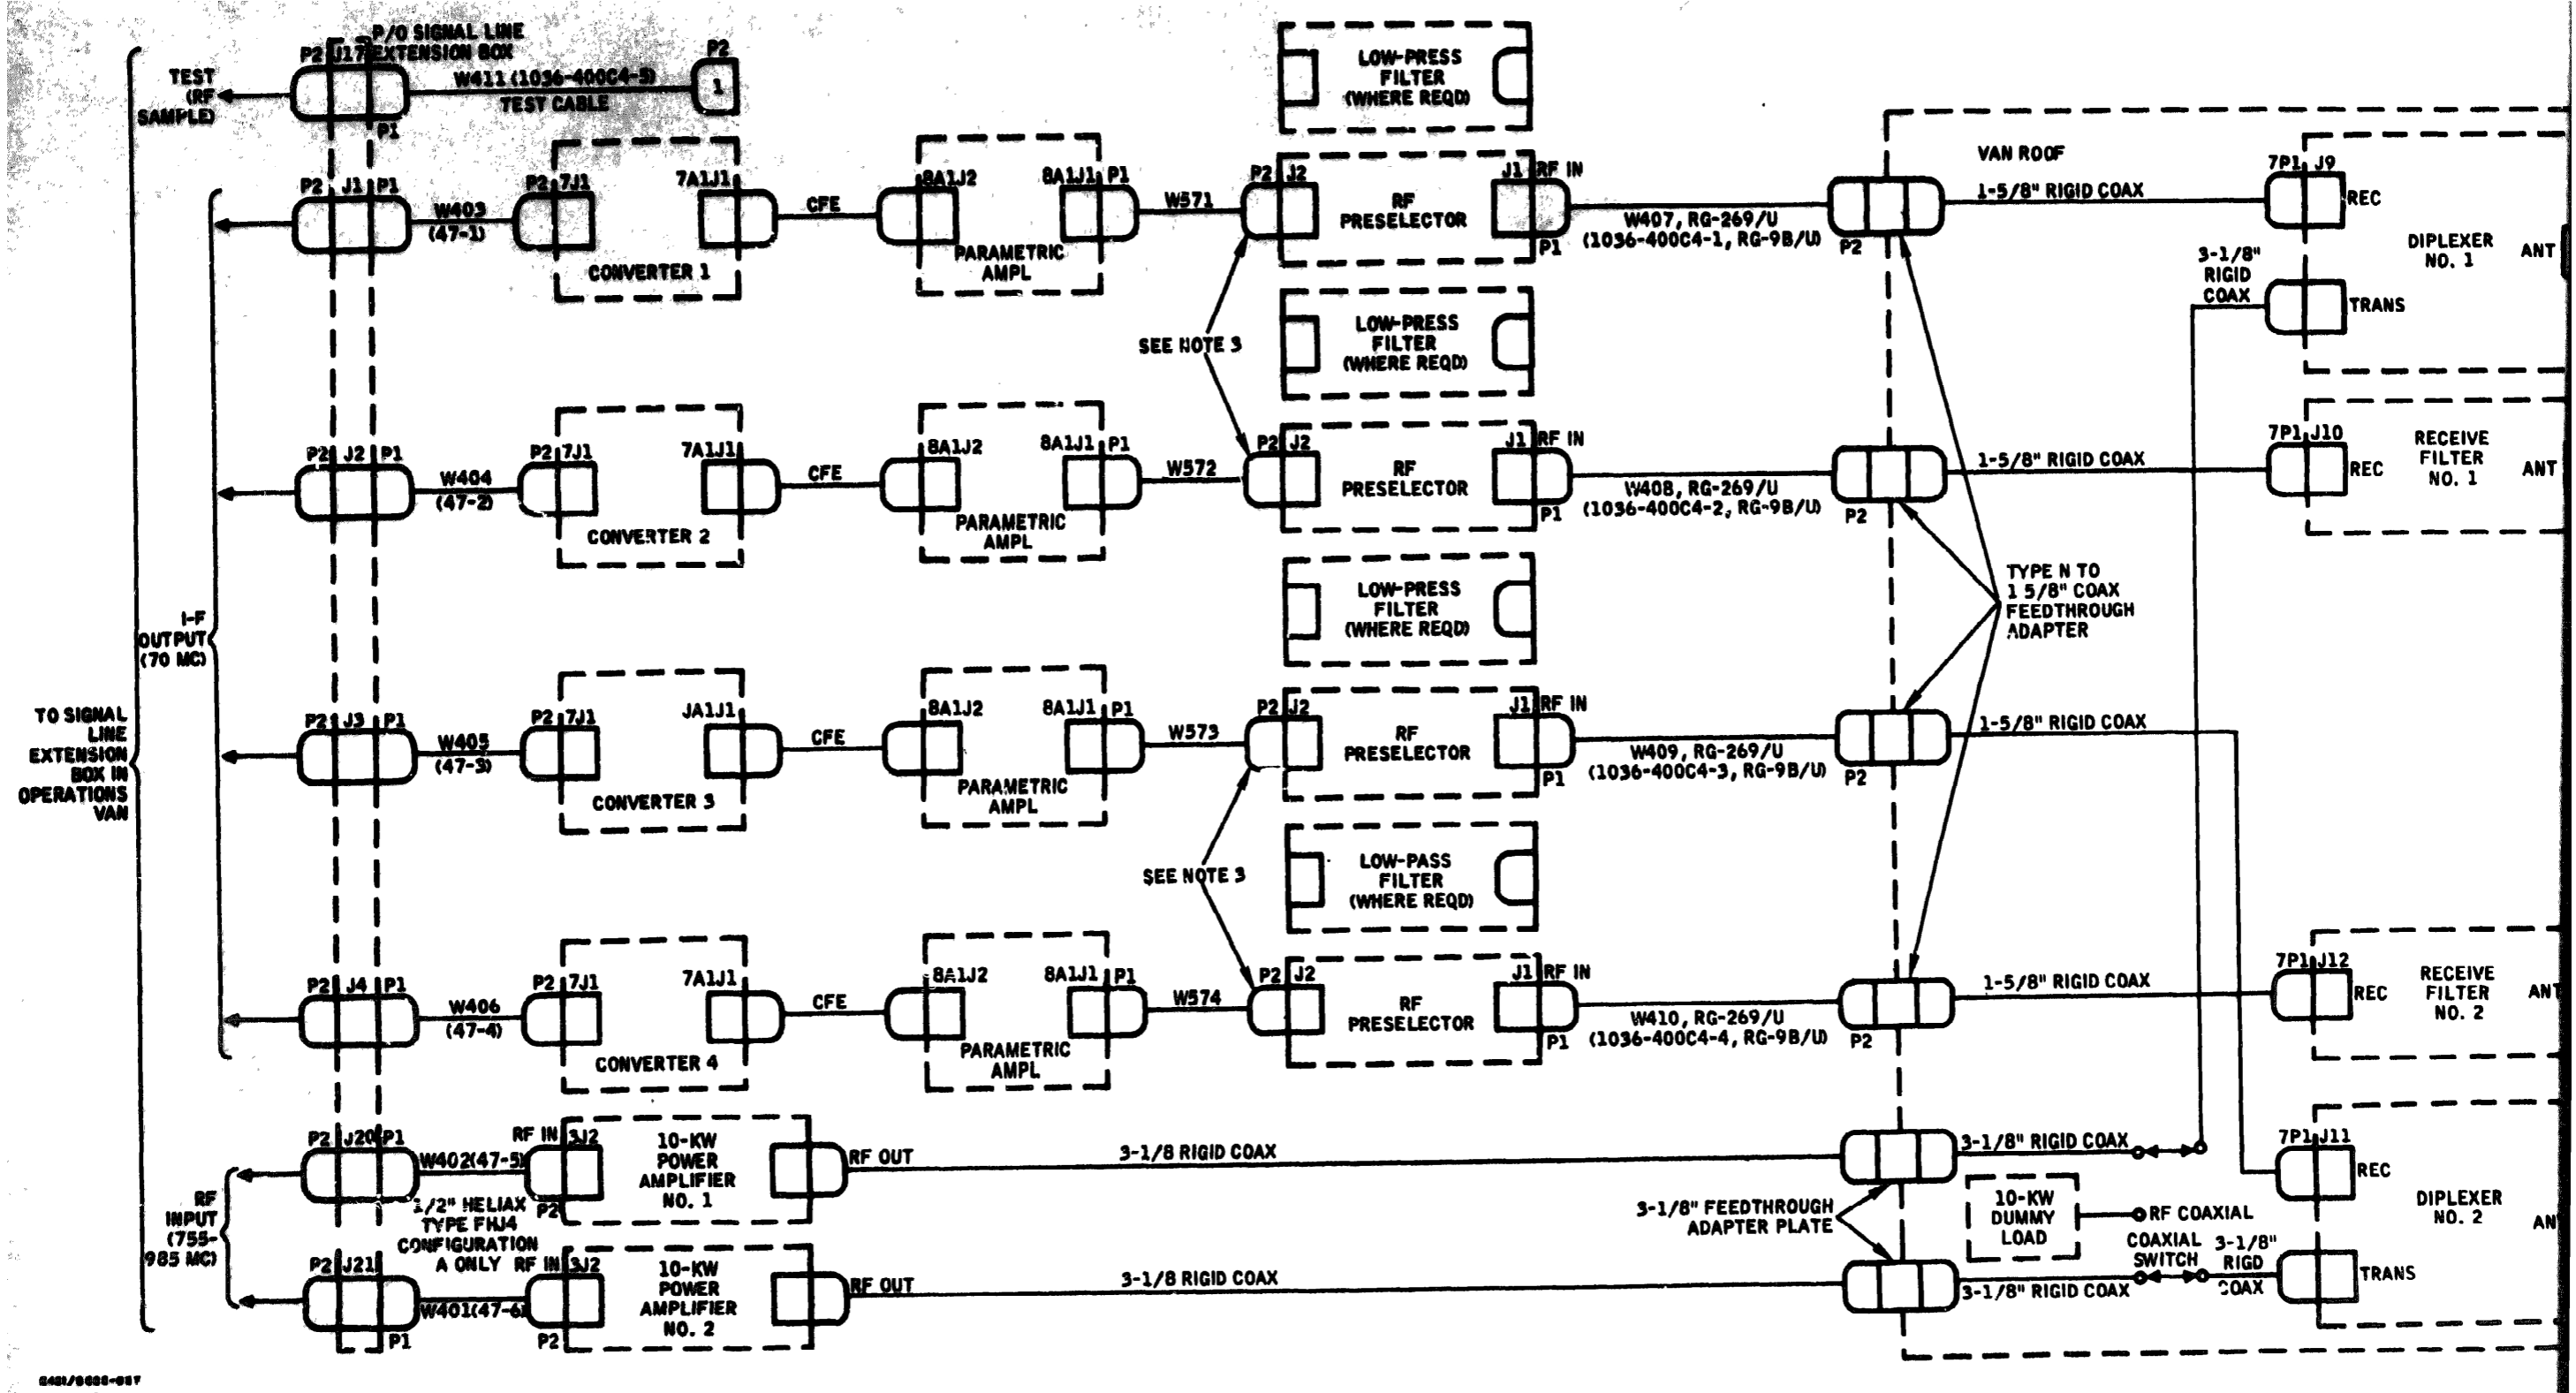 P/O SIGNAL LINE
EXTENSION BOX
P2 J17
TEST
(RF
SAMPLE)
W411 (1036-400C4-5)
TEST CABLE
P1
P2
1
LOW-PRESS
FILTER
(WHERE REQD)
VAN ROOF
P2 J1 P1
W403
(47-1)
P2 7J1
7A1J1
CONVERTER 1
CFE
8A1J2
8A1J1 P1
PARAMETRIC
AMPL
W571
P2 J2
RF
PRESELECTOR
J1 RF IN
P1
W407, RG-269/U
(1036-400C4-1, RG-9B/U)
P2
1-5/8" RIGID COAX
7P1 J9
REC
3-1/8"
RIGID
COAX
TRANS
DIPLEXER
NO. 1
ANT
SEE NOTE 3
LOW-PRESS
FILTER
(WHERE REQD)
P2 J2 P1
W404
(47-2)
P2 7J1
7A1J1
CONVERTER 2
CFE
8A1J2
8A1J1 P1
PARAMETRIC
AMPL
W572
P2 J2
RF
PRESELECTOR
J1 RF IN
P1
W408, RG-269/U
(1036-400C4-2, RG-9B/U)
P2
1-5/8" RIGID COAX
7P1 J10
REC
RECEIVE
FILTER
NO. 1
ANT
I-F
OUTPUT
(70 MC)
LOW-PRESS
FILTER
(WHERE REQD)
TYPE N TO
1 5/8" COAX
FEEDTHROUGH
ADAPTER
TO SIGNAL
LINE
EXTENSION
BOX IN
OPERATIONS
VAN
P2 J3 P1
W405
(47-3)
P2 7J1
JA1J1
CONVERTER 3
CFE
8A1J2
8A1J1 P1
PARAMETRIC
AMPL
W573
P2 J2
RF
PRESELECTOR
J1 RF IN
P1
W409, RG-269/U
(1036-400C4-3, RG-9B/U)
P2
1-5/8" RIGID COAX
SEE NOTE 3
LOW-PASS
FILTER
(WHERE REQD)
P2 J4 P1
W406
(47-4)
P2 7J1
7A1J1
CONVERTER 4
CFE
8A1J2
8A1J1 P1
PARAMETRIC
AMPL
W574
P2 J2
RF
PRESELECTOR
J1 RF IN
P1
W410, RG-269/U
(1036-400C4-4, RG-9B/U)
P2
1-5/8" RIGID COAX
7P1 J12
REC
RECEIVE
FILTER
NO. 2
ANT
RF
INPUT
(755-
985 MC)
P2 J20 P1
W402(47-5)
RF IN 3J2
P2
10-KW
POWER
AMPLIFIER
NO. 1
RF OUT
3-1/8 RIGID COAX
3-1/8" RIGID COAX
1/2" HELIAX
TYPE FHJ4
CONFIGURATION
A ONLY
3-1/8" FEEDTHROUGH
ADAPTER PLATE
10-KW
DUMMY
LOAD
RF COAXIAL
COAXIAL
SWITCH
7P1 J11
REC
DIPLEXER
NO. 2
AN
P2 J21
P1
W401(47-6)
RF IN 3J2
P2
10-KW
POWER
AMPLIFIER
NO. 2
RF OUT
3-1/8 RIGID COAX
3-1/8" RIGID COAX
3-1/8"
RIGD
COAX
TRANS